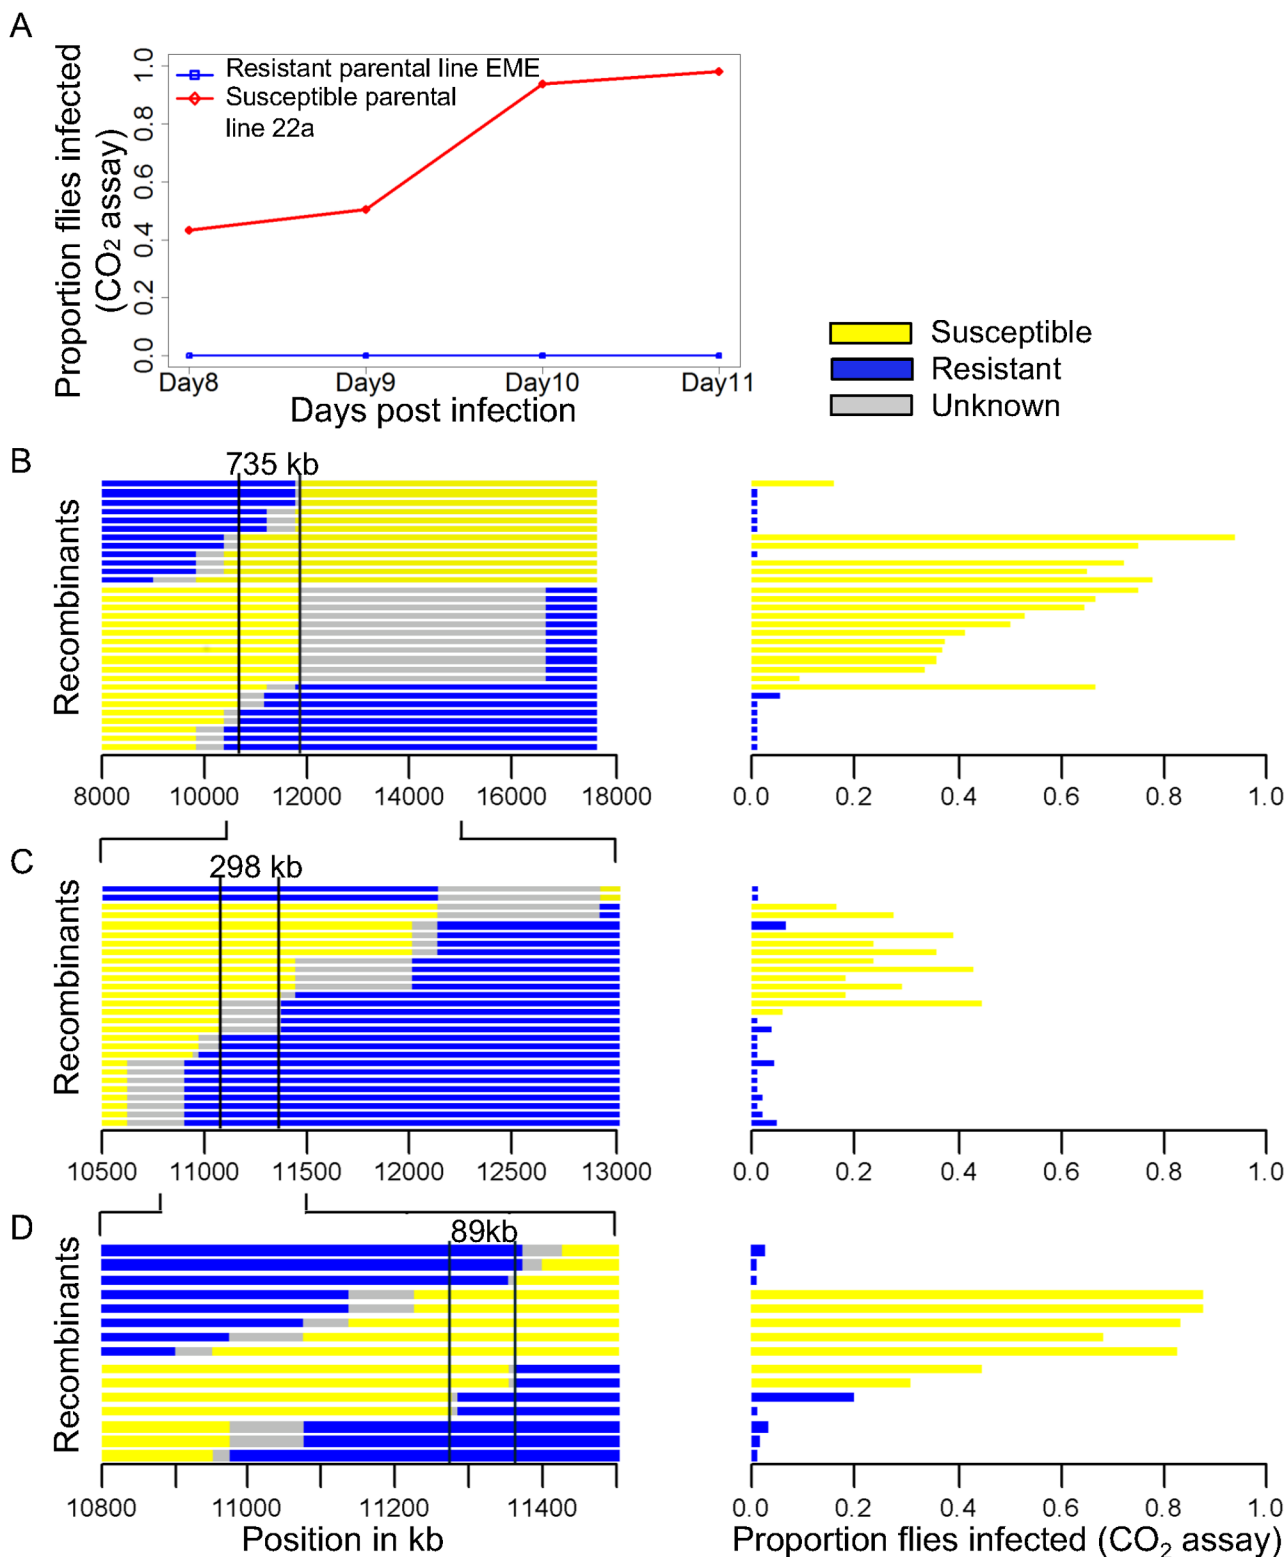 A
Proportion flies infected
(CO2 assay)
1.0
0.8
0.6
0.4
0.2
0.0
Resistant parental line EME
Susceptible parental
line 22a
Day8 Day9 Day10 Day11
Days post infection
Susceptible
Resistant
Unknown
B
735 kb
Recombinants
8000 10000 12000 14000 16000 18000
0.0 0.2 0.4 0.6 0.8 1.0
C
298 kb
Recombinants
10500 11000 11500 12000 12500 13000
0.0 0.2 0.4 0.6 0.8 1.0
D
89kb
Recombinants
10800 11000 11200 11400
0.0 0.2 0.4 0.6 0.8 1.0
Position in kb
Proportion flies infected (CO2 assay)